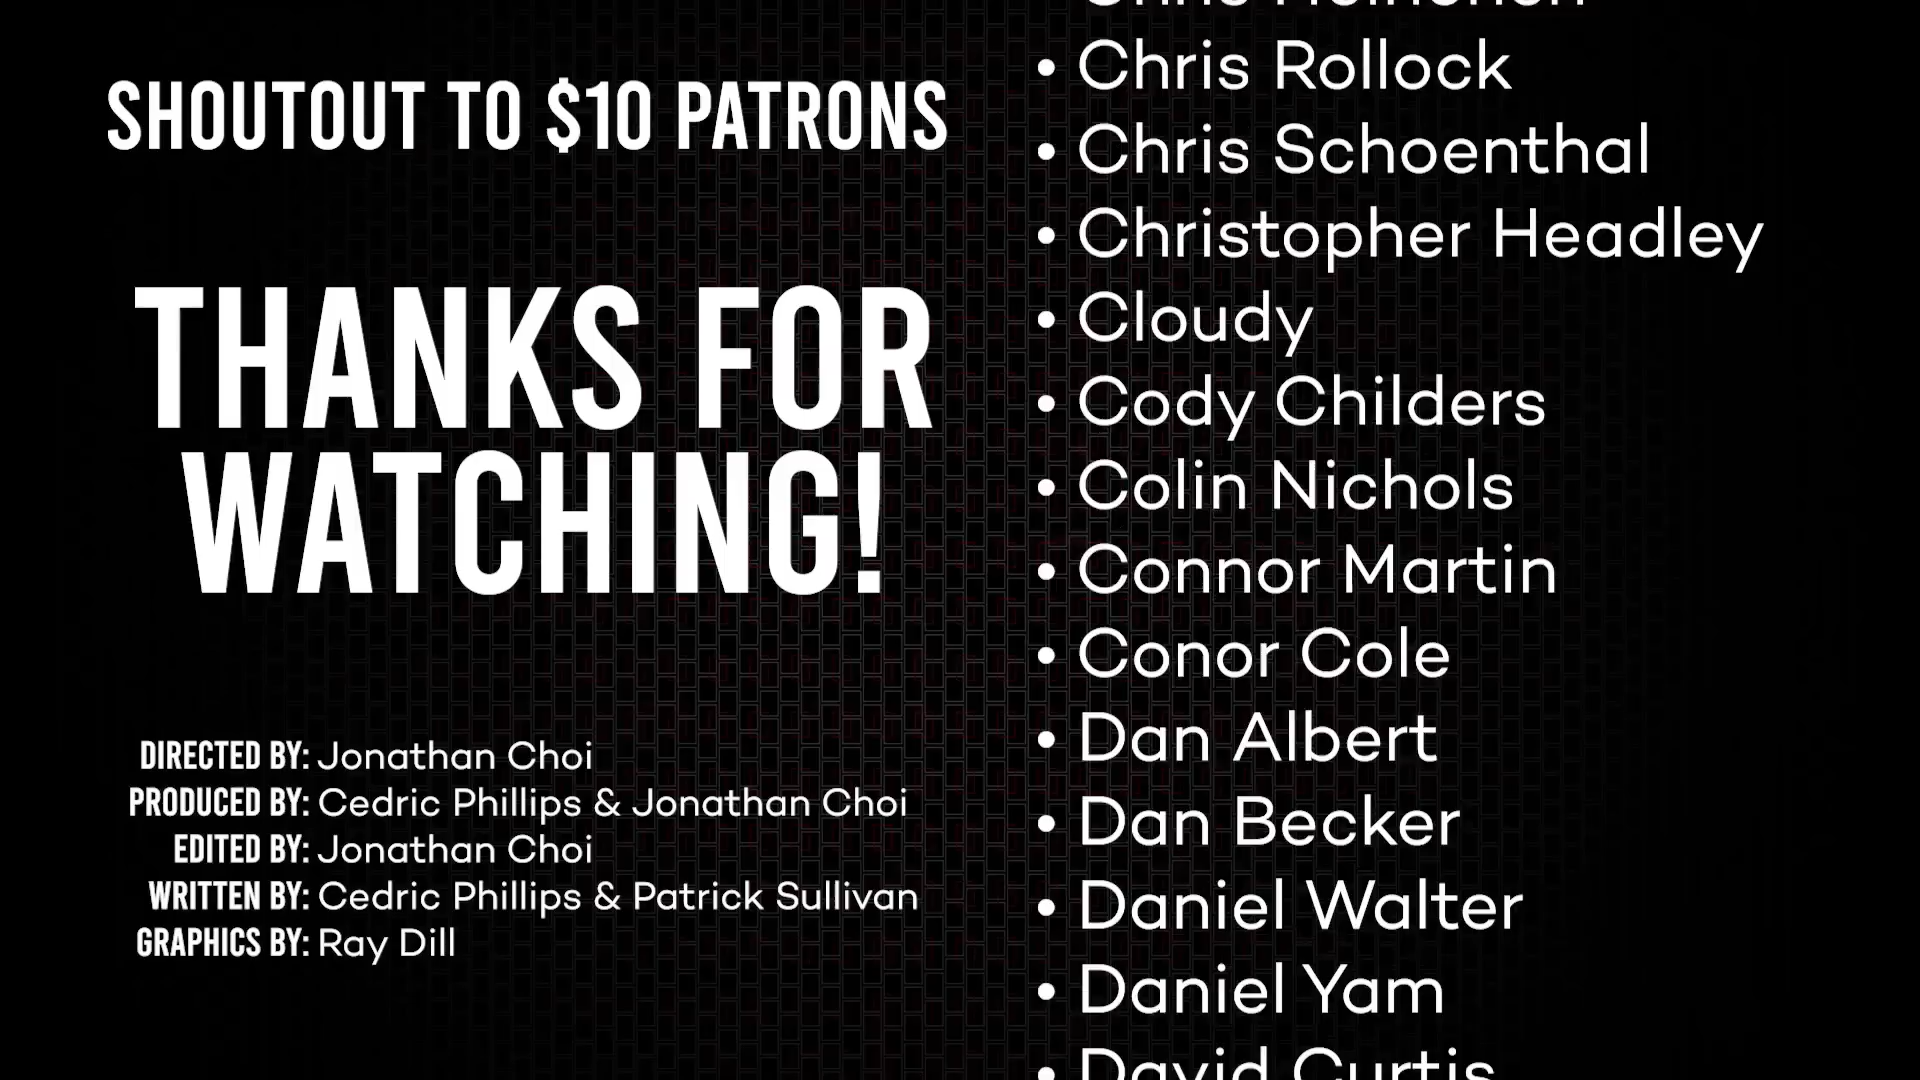 SHOUTOUT TO $10 PATRONS
THANKS FOR
WATCHING!
DIRECTED BY: Jonathan Choi
PRODUCED BY: Cedric Phillips & Jonathan Choi
EDITED BY: Jonathan Choi
WRITTEN BY: Cedric Phillips & Patrick Sullivan
GRAPHICS BY: Ray Dill
• Chris Rollock
• Chris Schoenthal
• Christopher Headley
• Cloudy
• Cody Childers
• Colin Nichols
• Connor Martin
• Conor Cole
• Dan Albert
• Dan Becker
• Daniel Walter
• Daniel Yam
• David Curtis